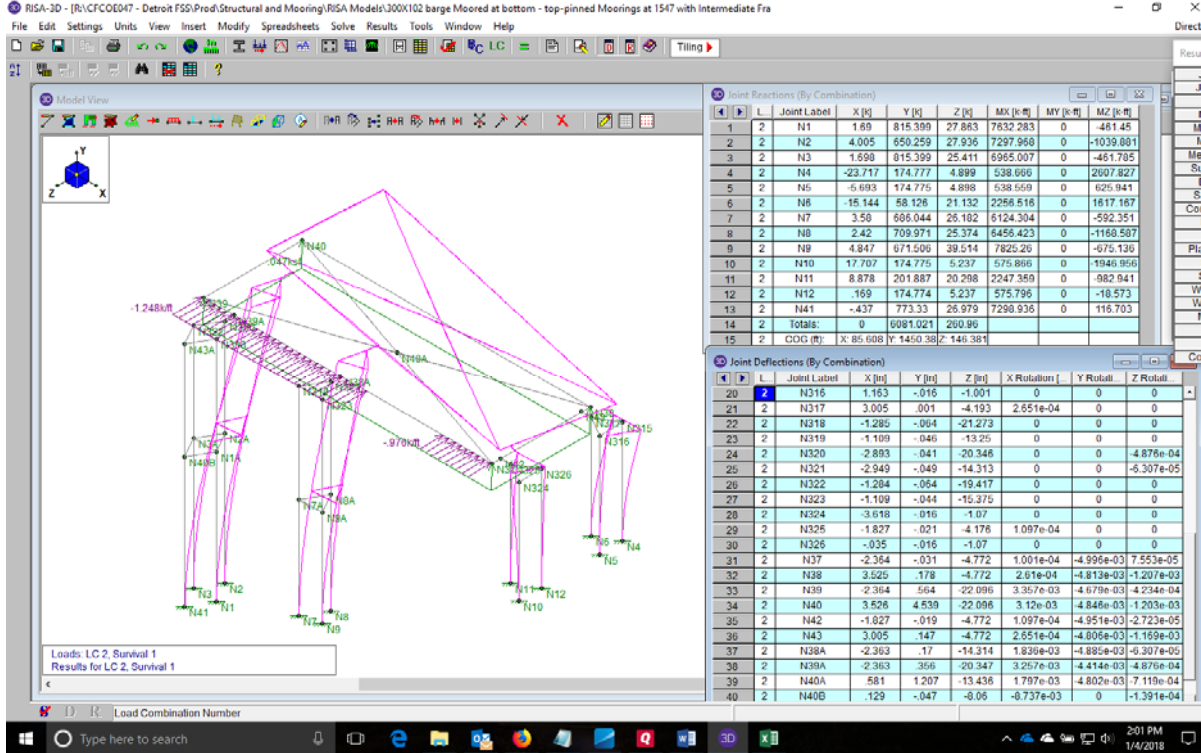 RISA-3D - [R:\CFCOE047 - Detroit FSS\Prod\Structural and Mooring\RISA Models\300X102 barge Moored at bottom - top-pinned Moorings at 1547 with Intermediate Fra
File Edit Settings Units View Insert Modify Spreadsheets Solve Results Tools Window Help
Direct
LC
Tiling
Resu
Model View
Y
Z X
N40
-1.248k/ft
N39A
N43A
N40A
N323
-.976k/ft
N315
N316
N326
N324
N2A
N1A
N40B
N8A
N7A
N9A
N6
N4
N5
N3
N2
N41
N1
N7
N8
N9
N11
N12
N10
Loads: LC 2, Survival 1
Results for LC 2, Survival 1
Joint Reactions (By Combination)
L... Joint Label X [k] Y [k] Z [k] MX [k-ft] MY [k-ft] MZ [k-ft]
1 2 N1 1.69 815.399 27.863 7632.283 0 -461.45
2 2 N2 4.005 650.259 27.936 7297.968 0 -1039.881
3 2 N3 1.698 815.399 25.411 6965.007 0 -461.785
4 2 N4 -23.717 174.777 4.899 538.666 0 2607.827
5 2 N5 -5.693 174.775 4.898 538.559 0 625.941
6 2 N6 -15.144 58.126 21.132 2256.516 0 1617.167
7 2 N7 3.58 686.044 26.182 6124.304 0 -592.351
8 2 N8 2.42 709.971 25.374 6456.423 0 -1168.587
9 2 N9 4.847 671.506 39.514 7825.26 0 -675.136
10 2 N10 17.707 174.775 5.237 575.866 0 -1946.956
11 2 N11 8.878 201.887 20.298 2247.359 0 -982.941
12 2 N12 .169 174.774 5.237 575.796 0 -18.573
13 2 N41 -.437 773.33 26.979 7298.936 0 116.703
14 2 Totals: 0 6081.021 260.96
15 2 COG (ft): X: 85.608 Y: 1450.38 Z: 146.381
Joint Deflections (By Combination)
L... Joint Label X [in] Y [in] Z [in] X Rotation [... Y Rotati... Z Rotati...
20 2 N316 1.163 -.016 -1.001 0 0 0
21 2 N317 3.005 .001 -4.193 2.651e-04 0 0
22 2 N318 -1.285 -.064 -21.273 0 0 0
23 2 N319 -1.109 -.046 -13.25 0 0 0
24 2 N320 -2.893 -.041 -20.346 0 0 -4.876e-04
25 2 N321 -2.949 -.049 -14.313 0 0 -6.307e-05
26 2 N322 -1.284 -.064 -19.417 0 0 0
27 2 N323 -1.109 -.044 -15.375 0 0 0
28 2 N324 -3.618 -.016 -1.07 0 0 0
29 2 N325 -1.827 -.021 -4.176 1.097e-04 0 0
30 2 N326 -.035 -.016 -1.07 0 0 0
31 2 N37 -2.364 -.031 -4.772 1.001e-04 -4.996e-03 7.553e-05
32 2 N38 3.525 .178 -4.772 2.61e-04 -4.813e-03 -1.207e-03
33 2 N39 -2.364 .564 -22.096 3.357e-03 -4.679e-03 -4.234e-04
34 2 N40 3.526 4.539 -22.096 3.12e-03 -4.846e-03 -1.203e-03
35 2 N42 -1.827 -.019 -4.772 1.097e-04 -4.951e-03 -2.723e-05
36 2 N43 3.005 .147 -4.772 2.651e-04 -4.806e-03 -1.169e-03
37 2 N38A -2.363 .17 -14.314 1.836e-03 -4.885e-03 -6.307e-05
38 2 N39A -2.363 .356 -20.347 3.257e-03 -4.414e-03 -4.876e-04
39 2 N40A .581 1.207 -13.436 1.797e-03 -4.802e-03 -7.119e-04
40 2 N40B .129 -.047 -8.06 -8.737e-03 0 -1.391e-04
D R Load Combination Number
Type here to search
3D
2:01 PM
1/4/2018